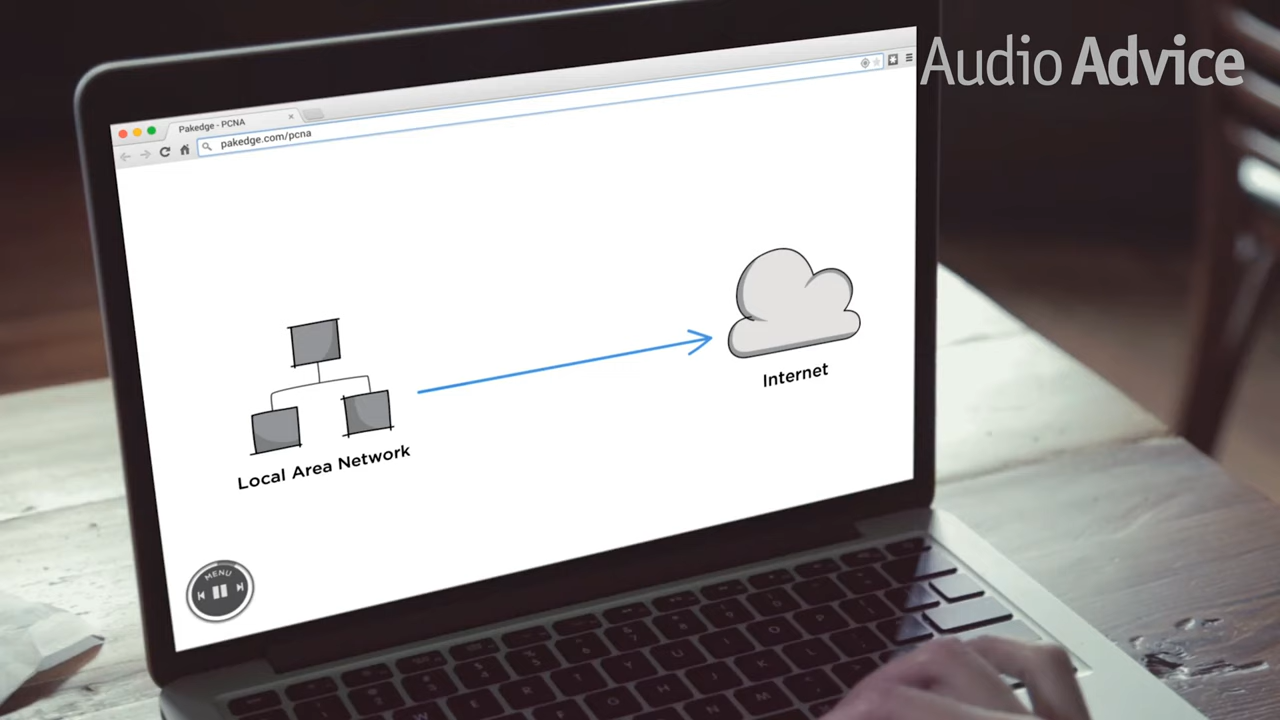 Audio Advice
Pakedge - PCNA
pakedge.com/pcna
Internet
Local Area Network
MENU